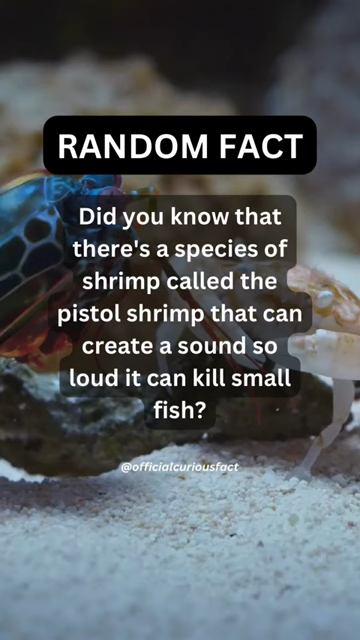 RANDOM FACT
Did you know that
there's a species of
shrimp called the
pistol shrimp that can
create a sound so
loud it can kill small
fish?
@officialcuriousfact